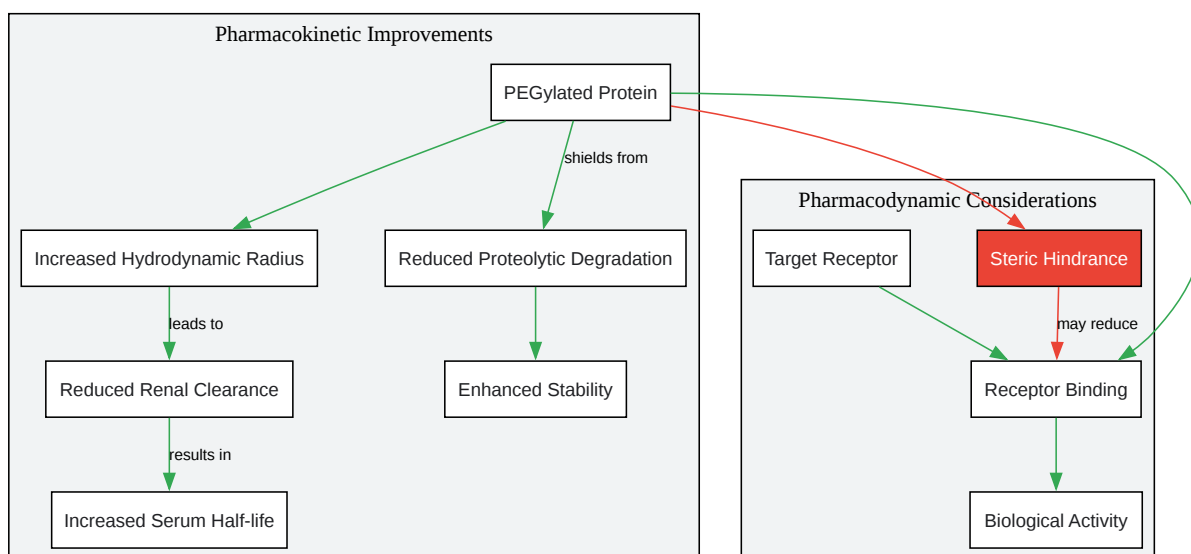 Pharmacokinetic Improvements
PEGylated Protein
shields from
Pharmacodynamic Considerations
Increased Hydrodynamic Radius
Reduced Proteolytic Degradation
Target Receptor
Steric Hindrance
leads to
may reduce
Reduced Renal Clearance
Enhanced Stability
Receptor Binding
results in
Increased Serum Half-life
Biological Activity